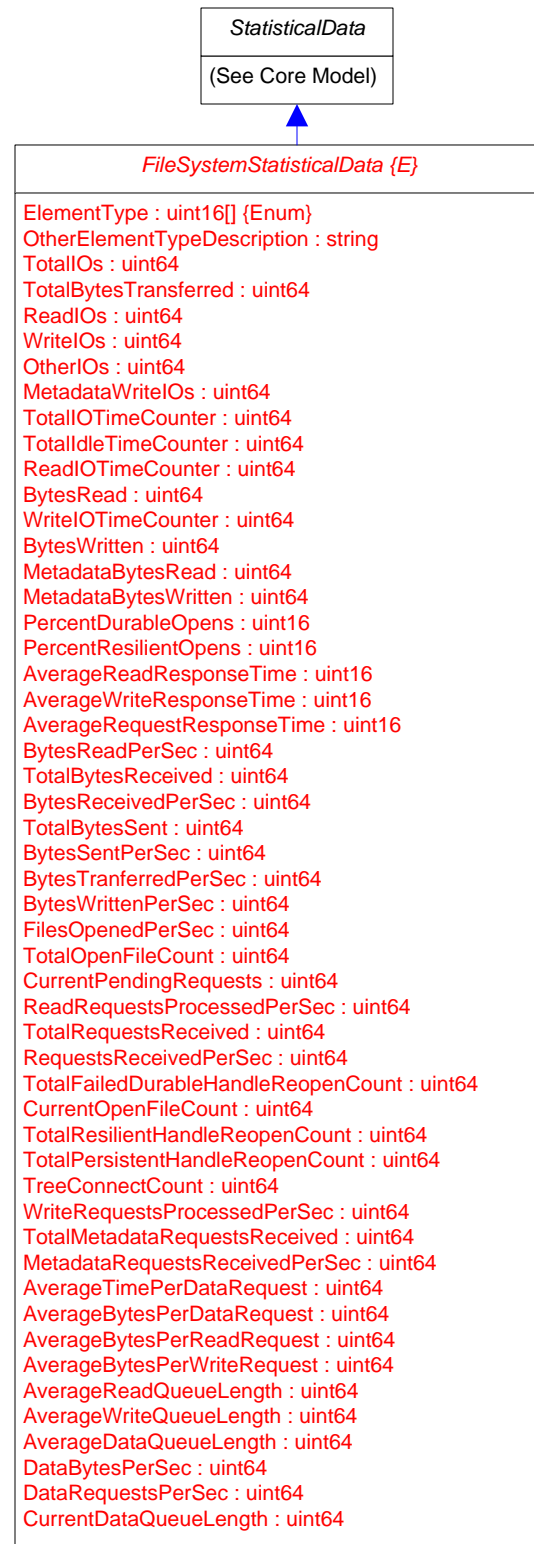 StatisticalData
(See Core Model)
FileSystemStatisticalData {E}
ElementType : uint16[] {Enum}
OtherElementTypeDescription : string
TotalIOs : uint64
TotalBytesTransferred : uint64
ReadIOs : uint64
WriteIOs : uint64
OtherIOs : uint64
MetadataWriteIOs : uint64
TotalIOTimeCounter : uint64
TotalIdleTimeCounter : uint64
ReadIOTimeCounter : uint64
BytesRead : uint64
WriteIOTimeCounter : uint64
BytesWritten : uint64
MetadataBytesRead : uint64
MetadataBytesWritten : uint64
PercentDurableOpens : uint16
PercentResilientOpens : uint16
AverageReadResponseTime : uint16
AverageWriteResponseTime : uint16
AverageRequestResponseTime : uint16
BytesReadPerSec : uint64
TotalBytesReceived : uint64
BytesReceivedPerSec : uint64
TotalBytesSent : uint64
BytesSentPerSec : uint64
BytesTranferredPerSec : uint64
BytesWrittenPerSec : uint64
FilesOpenedPerSec : uint64
TotalOpenFileCount : uint64
CurrentPendingRequests : uint64
ReadRequestsProcessedPerSec : uint64
TotalRequestsReceived : uint64
RequestsReceivedPerSec : uint64
TotalFailedDurableHandleReopenCount : uint64
CurrentOpenFileCount : uint64
TotalResilientHandleReopenCount : uint64
TotalPersistentHandleReopenCount : uint64
TreeConnectCount : uint64
WriteRequestsProcessedPerSec : uint64
TotalMetadataRequestsReceived : uint64
MetadataRequestsReceivedPerSec : uint64
AverageTimePerDataRequest : uint64
AverageBytesPerDataRequest : uint64
AverageBytesPerReadRequest : uint64
AverageBytesPerWriteRequest : uint64
AverageReadQueueLength : uint64
AverageWriteQueueLength : uint64
AverageDataQueueLength : uint64
DataBytesPerSec : uint64
DataRequestsPerSec : uint64
CurrentDataQueueLength : uint64